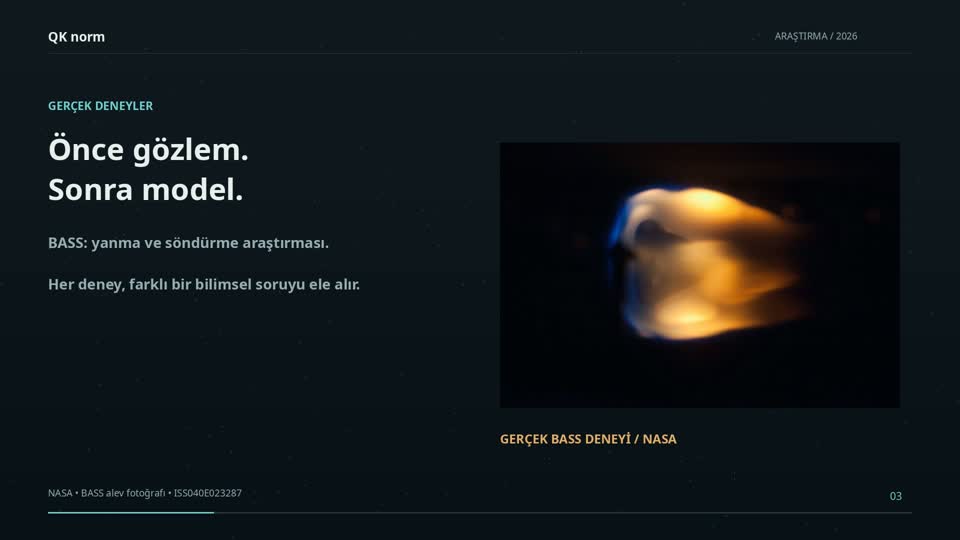 QK norm
ARAŞTIRMA / 2026
GERÇEK DENEYLER
Önce gözlem.
Sonra model.
BASS: yanma ve söndürme araştırması.
Her deney, farklı bir bilimsel soruyu ele alır.
GERÇEK BASS DENEYİ / NASA
NASA • BASS alev fotoğrafı • ISS040E023287
03